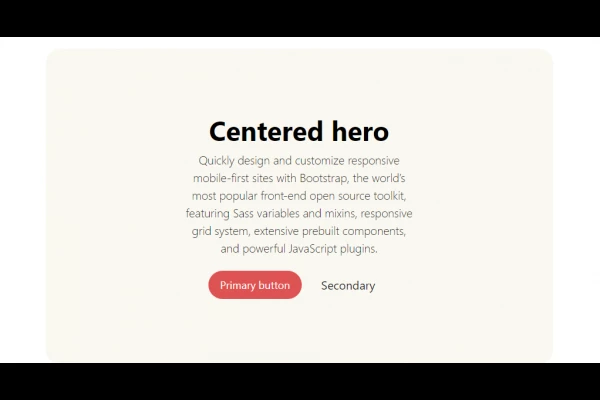 Centered hero
Quickly design and customize responsive
mobile-first sites with Bootstrap, the world's
most popular front-end open source toolkit,
featuring Sass variables and mixins, responsive
grid system, extensive prebuilt components,
and powerful JavaScript plugins.
Primary button Secondary